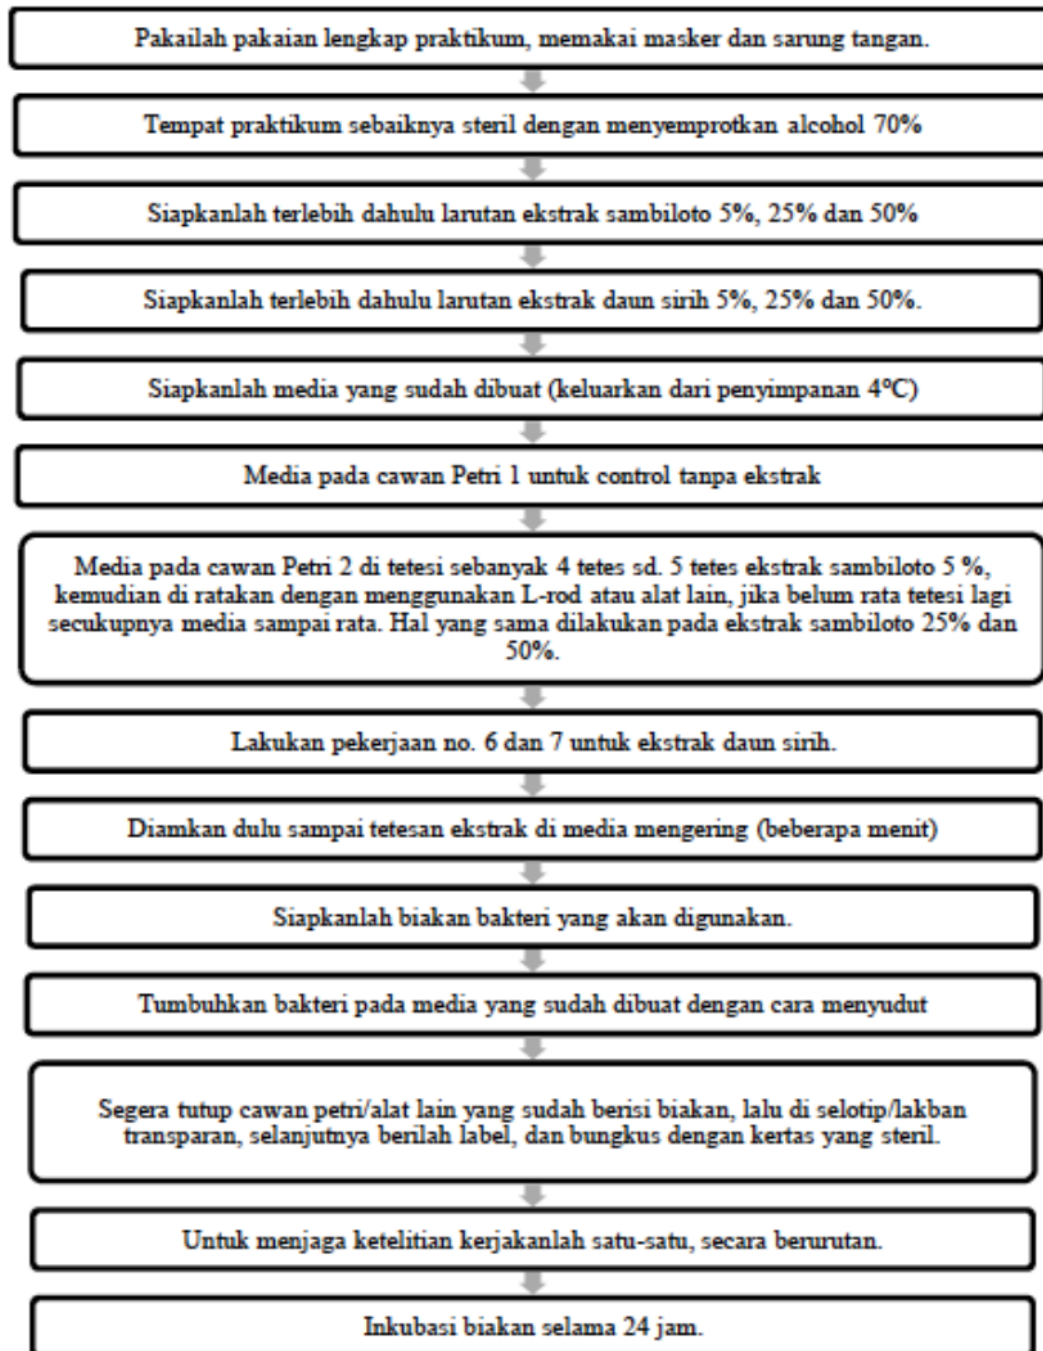 Pakailah pakaian lengkap praktikum, memakai masker dan sarung tangan.
Tempat praktikum sebaiknya steril dengan menyemprotkan alcohol 70%
Siapkanlah terlebih dahulu larutan ekstrak sambiloto 5%, 25% dan 50%
Siapkanlah terlebih dahulu larutan ekstrak daun sirih 5%, 25% dan 50%.
Siapkanlah media yang sudah dibuat (keluarkan dari penyimpanan 4°C)
Media pada cawan Petri 1 untuk control tanpa ekstrak
Media pada cawan Petri 2 di tetesi sebanyak 4 tetes sd. 5 tetes ekstrak sambiloto 5 %,
kemudian di ratakan dengan menggunakan L-rod atau alat lain, jika belum rata tetesi lagi
secukupnya media sampai rata. Hal yang sama dilakukan pada ekstrak sambiloto 25% dan
50%.
Lakukan pekerjaan no. 6 dan 7 untuk ekstrak daun sirih.
Diamkan dulu sampai tetesan ekstrak di media mengering (beberapa menit)
Siapkanlah biakan bakteri yang akan digunakan.
Tumbuhkan bakteri pada media yang sudah dibuat dengan cara menyudut
Segera tutup cawan petri/alat lain yang sudah berisi biakan, lalu di selotip/lakban
transparan, selanjutnya berilah label, dan bungkus dengan kertas yang steril.
Untuk menjaga ketelitian kerjakanlah satu-satu, secara berurutan.
Inkubasi biakan selama 24 jam.